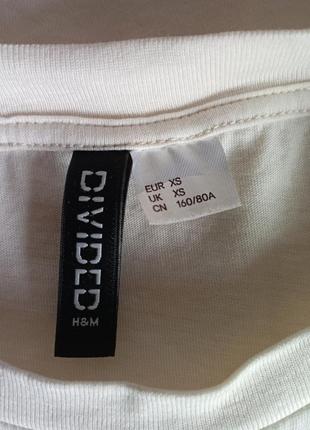 DIVIDED
H&M
EUR XS
UK XS
CN 160/80A